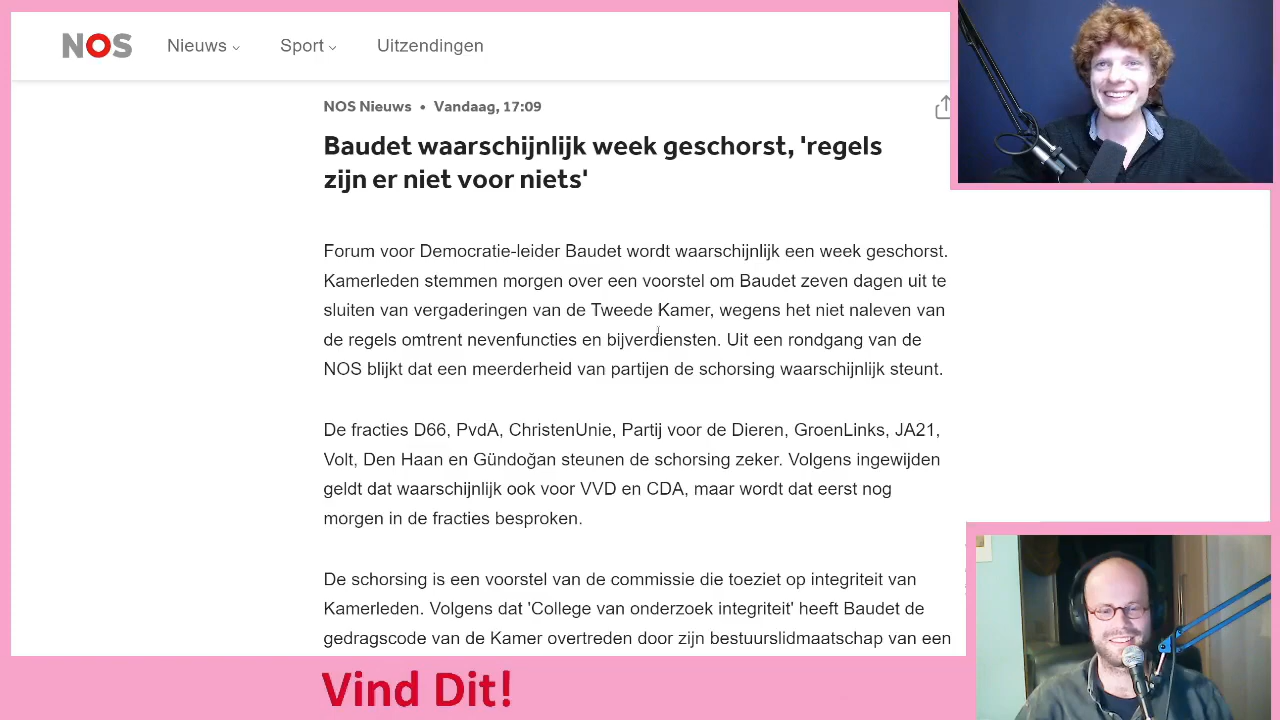 NOS Nieuws Sport Uitzendingen
NOS Nieuws • Vandaag, 17:09
Baudet waarschijnlijk week geschorst, 'regels
zijn er niet voor niets'
Forum voor Democratie-leider Baudet wordt waarschijnlijk een week geschorst.
Kamerleden stemmen morgen over een voorstel om Baudet zeven dagen uit te
sluiten van vergaderingen van de Tweede Kamer, wegens het niet naleven van
de regels omtrent nevenfuncties en bijverdiensten. Uit een rondgang van de
NOS blijkt dat een meerderheid van partijen de schorsing waarschijnlijk steunt.
De fracties D66, PvdA, ChristenUnie, Partij voor de Dieren, GroenLinks, JA21,
Volt, Den Haan en Gündoğan steunen de schorsing zeker. Volgens ingewijden
geldt dat waarschijnlijk ook voor VVD en CDA, maar wordt dat eerst nog
morgen in de fracties besproken.
De schorsing is een voorstel van de commissie die toeziet op integriteit van
Kamerleden. Volgens dat 'College van onderzoek integriteit' heeft Baudet de
gedragscode van de Kamer overtreden door zijn bestuurslidmaatschap van een
Vind Dit!